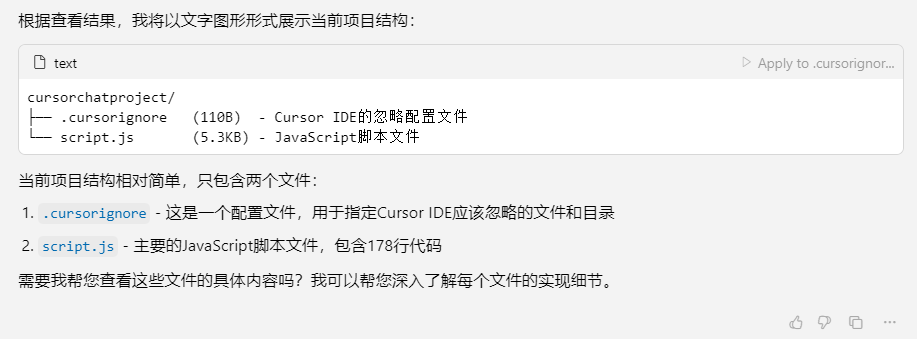 根据查看结果，我将以文字图形形式展示当前项目结构：
text
Apply to .cursorignor...
cursorchatproject/
├── .cursorignore   (110B)  - Cursor IDE的忽略配置文件
└── script.js       (5.3KB) - JavaScript脚本文件
当前项目结构相对简单，只包含两个文件：
1. .cursorignore - 这是一个配置文件，用于指定Cursor IDE应该忽略的文件和目录
2. script.js - 主要的JavaScript脚本文件，包含178行代码
需要我帮您查看这些文件的具体内容吗？我可以帮您深入了解每个文件的实现细节。